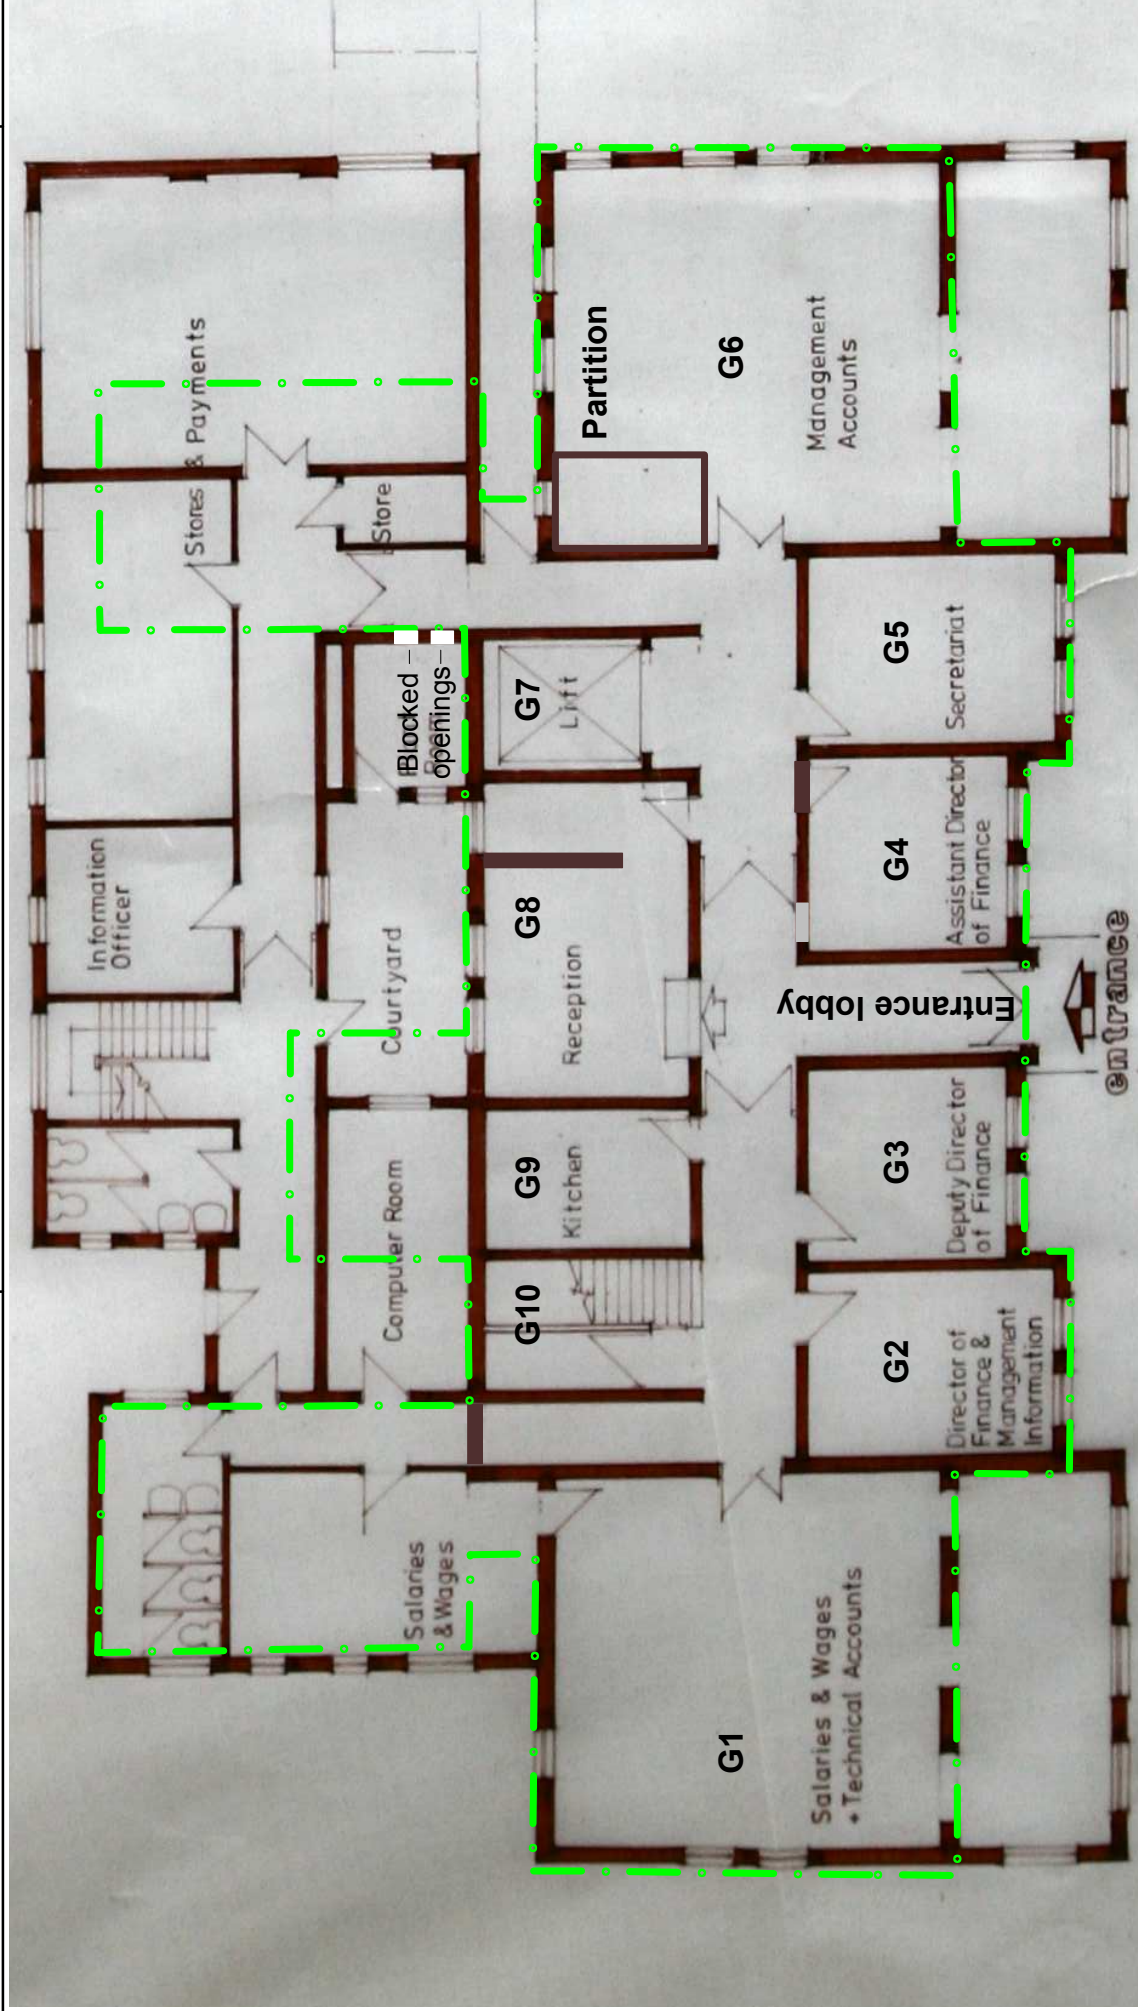 Stores & Payments
Store
Information
Officer
Blocked
openings
Courtyard
Computer Room
Salaries
& Wages
Partition
G6
Management
Accounts
G7
Lift
G8
Reception
G9
Kitchen
G10
G5
Secretariat
G4
Assistant Director
of Finance
Entrance lobby
entrance
G3
Deputy Director
of Finance
G2
Director of
Finance &
Management
Information
G1
Salaries & Wages
+ Technical Accounts